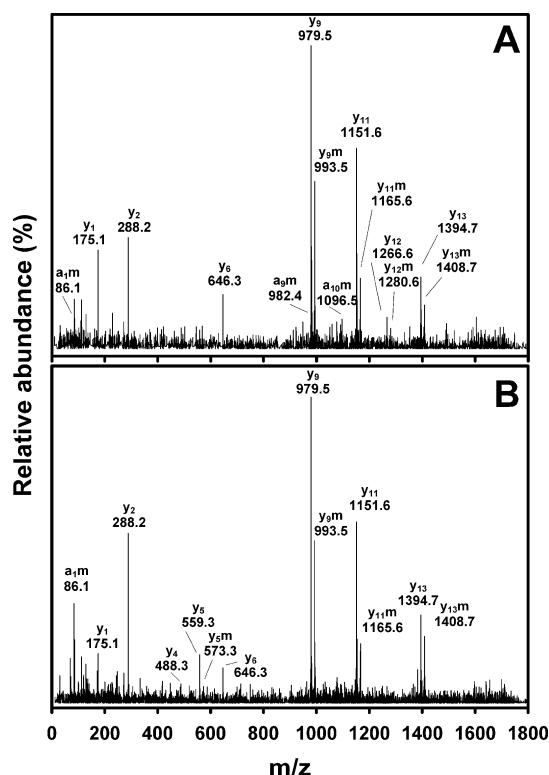 A
y₉
979.5
y₁₁
1151.6
y₉m
993.5
y₁₁m
1165.6
y₂
288.2
y₁
175.1
y₁₂
1266.6
y₁₃
1394.7
y₆
646.3
a₁m
86.1
a₉m
982.4
a₁₀m
1096.5
y₁₂m
1280.6
y₁₃m
1408.7
Relative abundance (%)
B
y₉
979.5
y₂
288.2
y₁₁
1151.6
y₉m
993.5
a₁m
86.1
y₁
175.1
y₅
559.3
y₅m
573.3
y₄
488.3
y₆
646.3
y₁₁m
1165.6
y₁₃
1394.7
y₁₃m
1408.7
0 200 400 600 800 1000 1200 1400 1600 1800
m/z